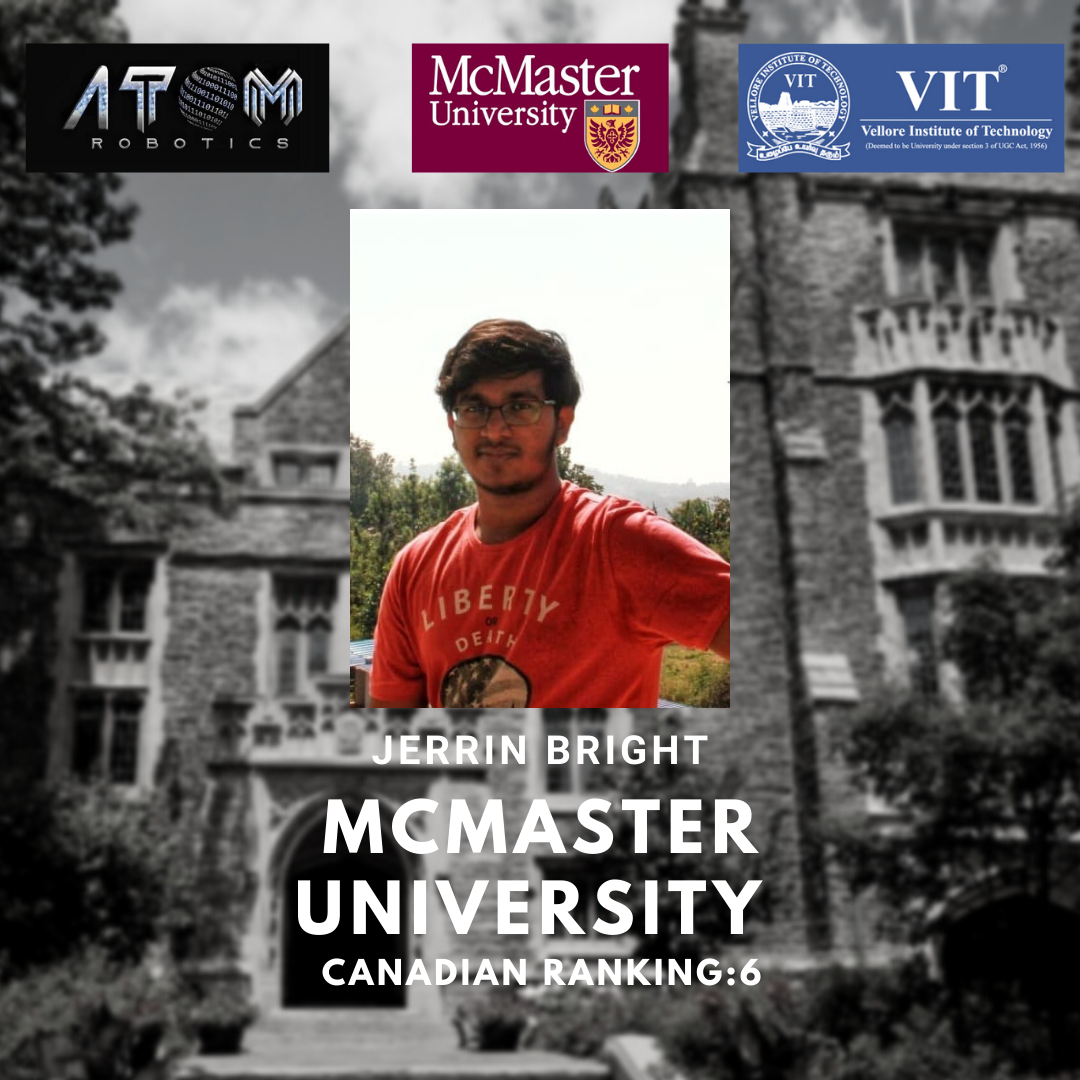 ATOM
ROBOTICS
McMaster
University
VELLORE INSTITUTE OF TECHNOLOGY
VIT
VIT®
Vellore Institute of Technology
(Deemed to be University under section 3 of UGC Act, 1956)
LIBERTY
OR
DEATH
JERRIN BRIGHT
MCMASTER
UNIVERSITY
CANADIAN RANKING:6